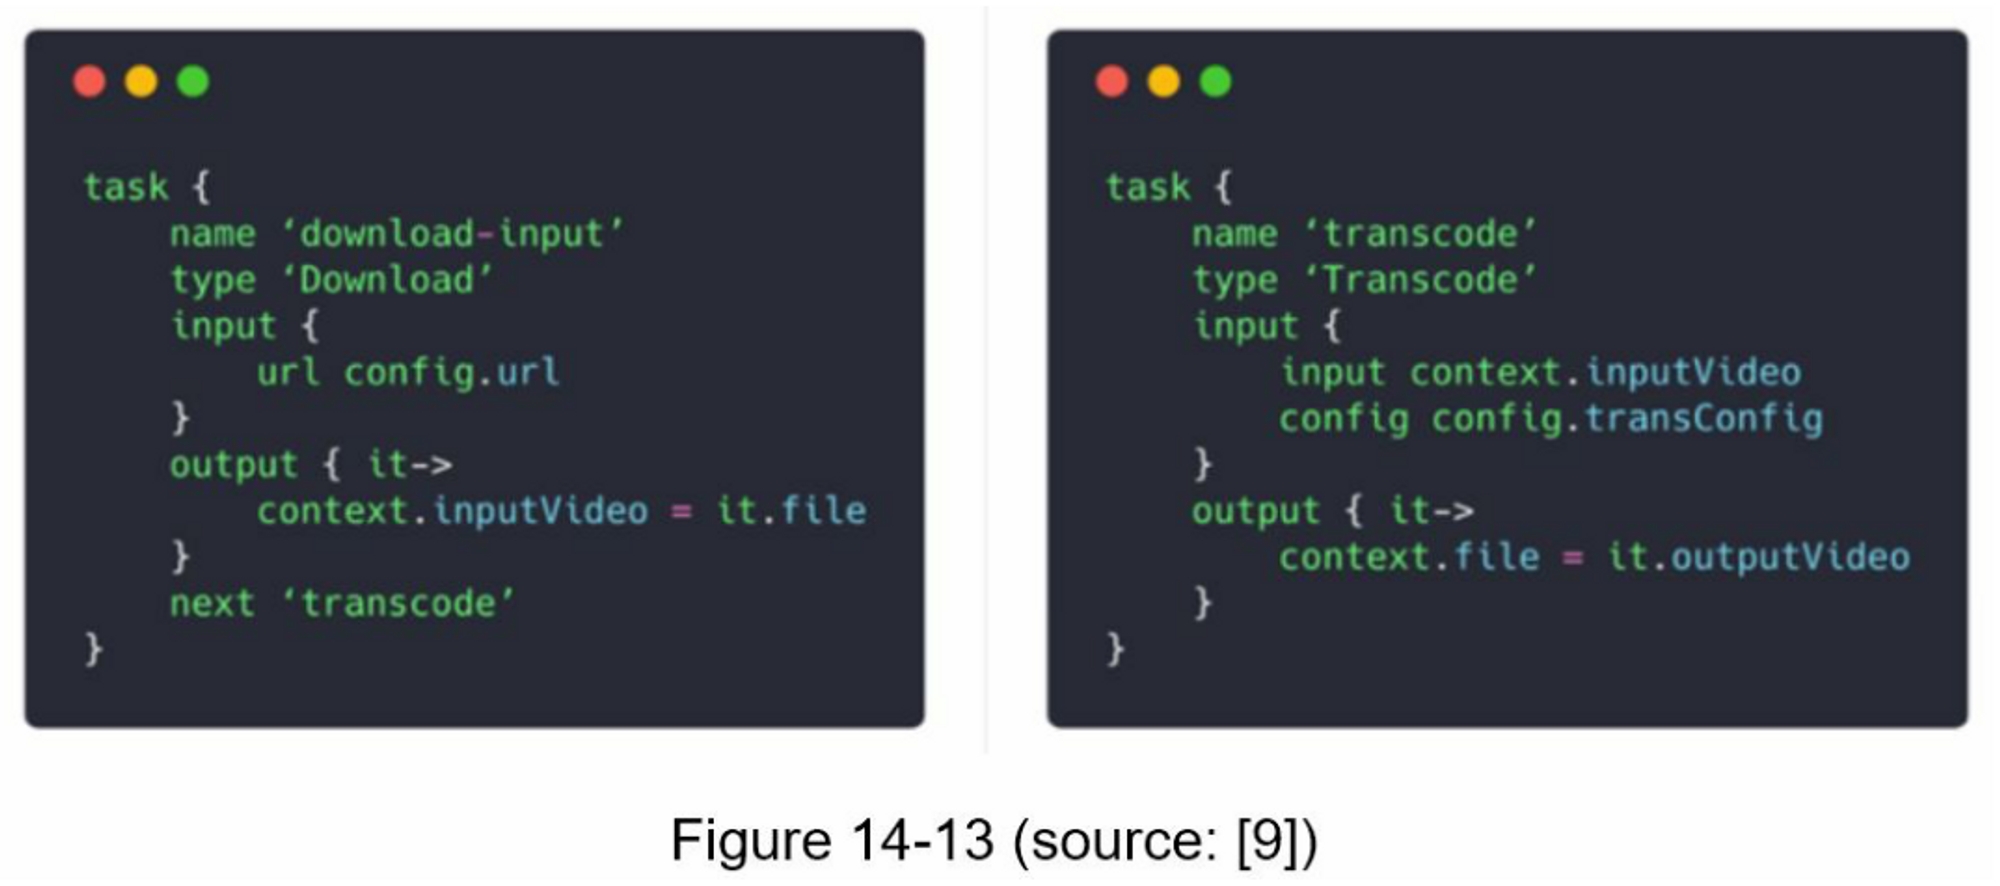 task {
name ‘download-input’
type ‘Download’
input {
url config.url
}
output { it->
context.inputVideo = it.file
}
next ‘transcode’
}
task {
name ‘transcode’
type ‘Transcode’
input {
input context.inputVideo
config config.transConfig
}
output { it->
context.file = it.outputVideo
}
}
Figure 14-13 (source: [9])